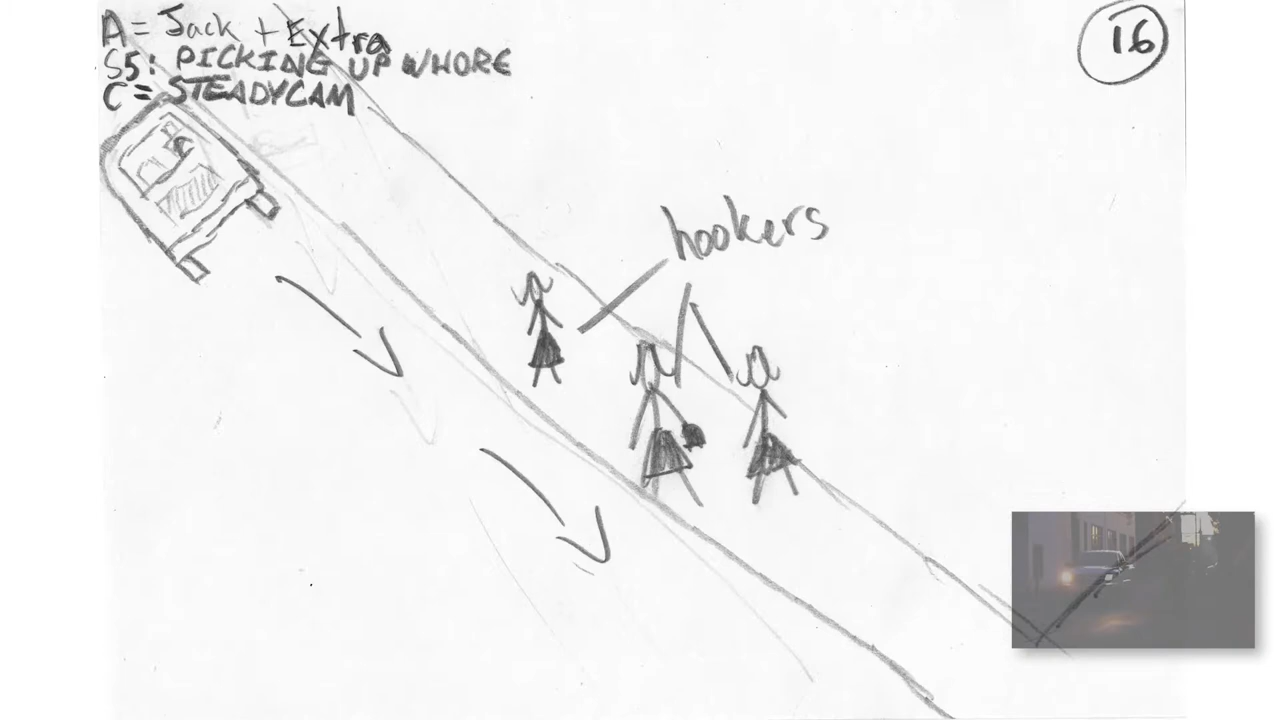 A = Jack + Extra
16
S5: PICKING UP WHORE
C = STEADYCAM
hookers